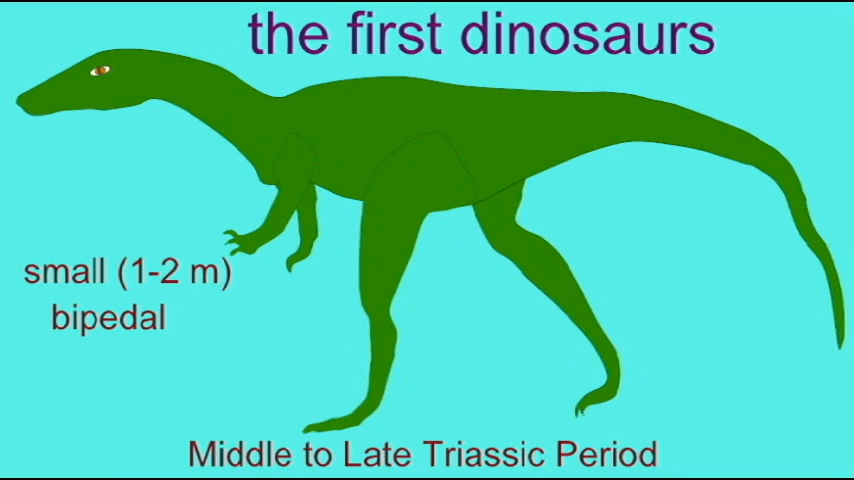 the first dinosaurs
small (1-2 m)
bipedal
Middle to Late Triassic Period